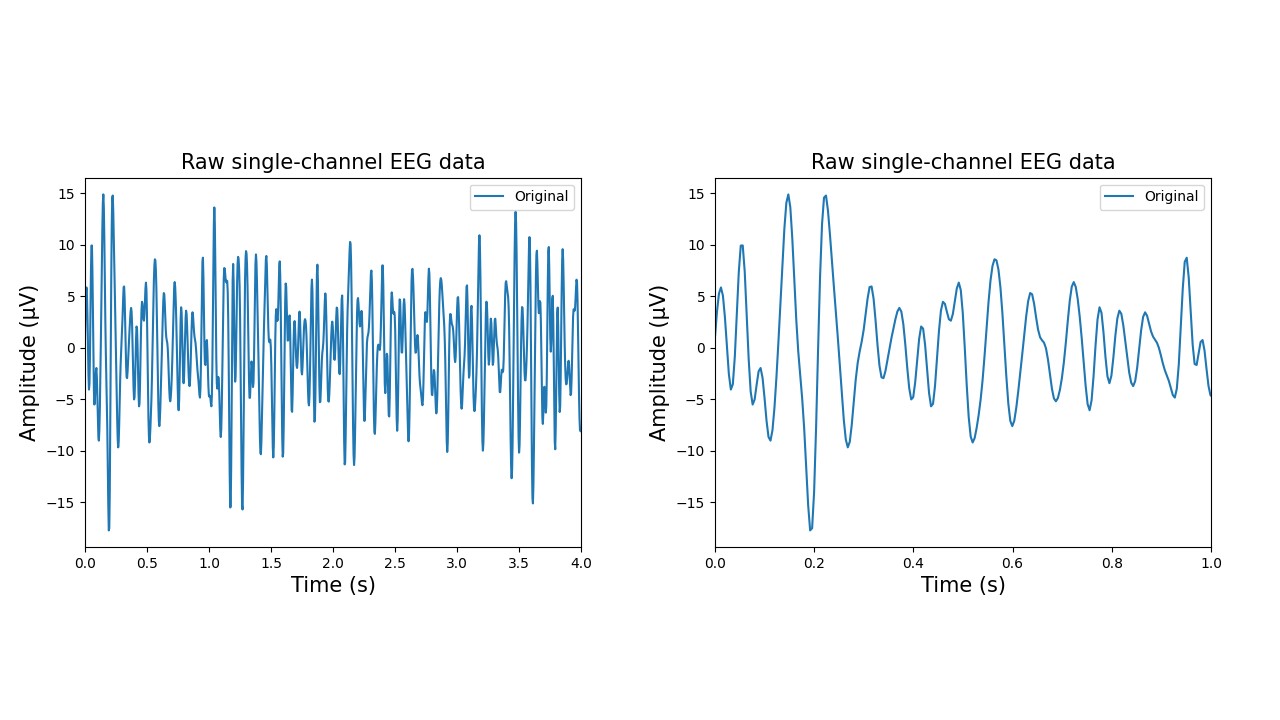 Raw single-channel EEG data
Original
15
10
5
0
−5
−10
−15
Amplitude (μV)
0.0 0.5 1.0 1.5 2.0 2.5 3.0 3.5 4.0
Time (s)
Raw single-channel EEG data
Original
15
10
5
0
−5
−10
−15
Amplitude (μV)
0.0 0.2 0.4 0.6 0.8 1.0
Time (s)